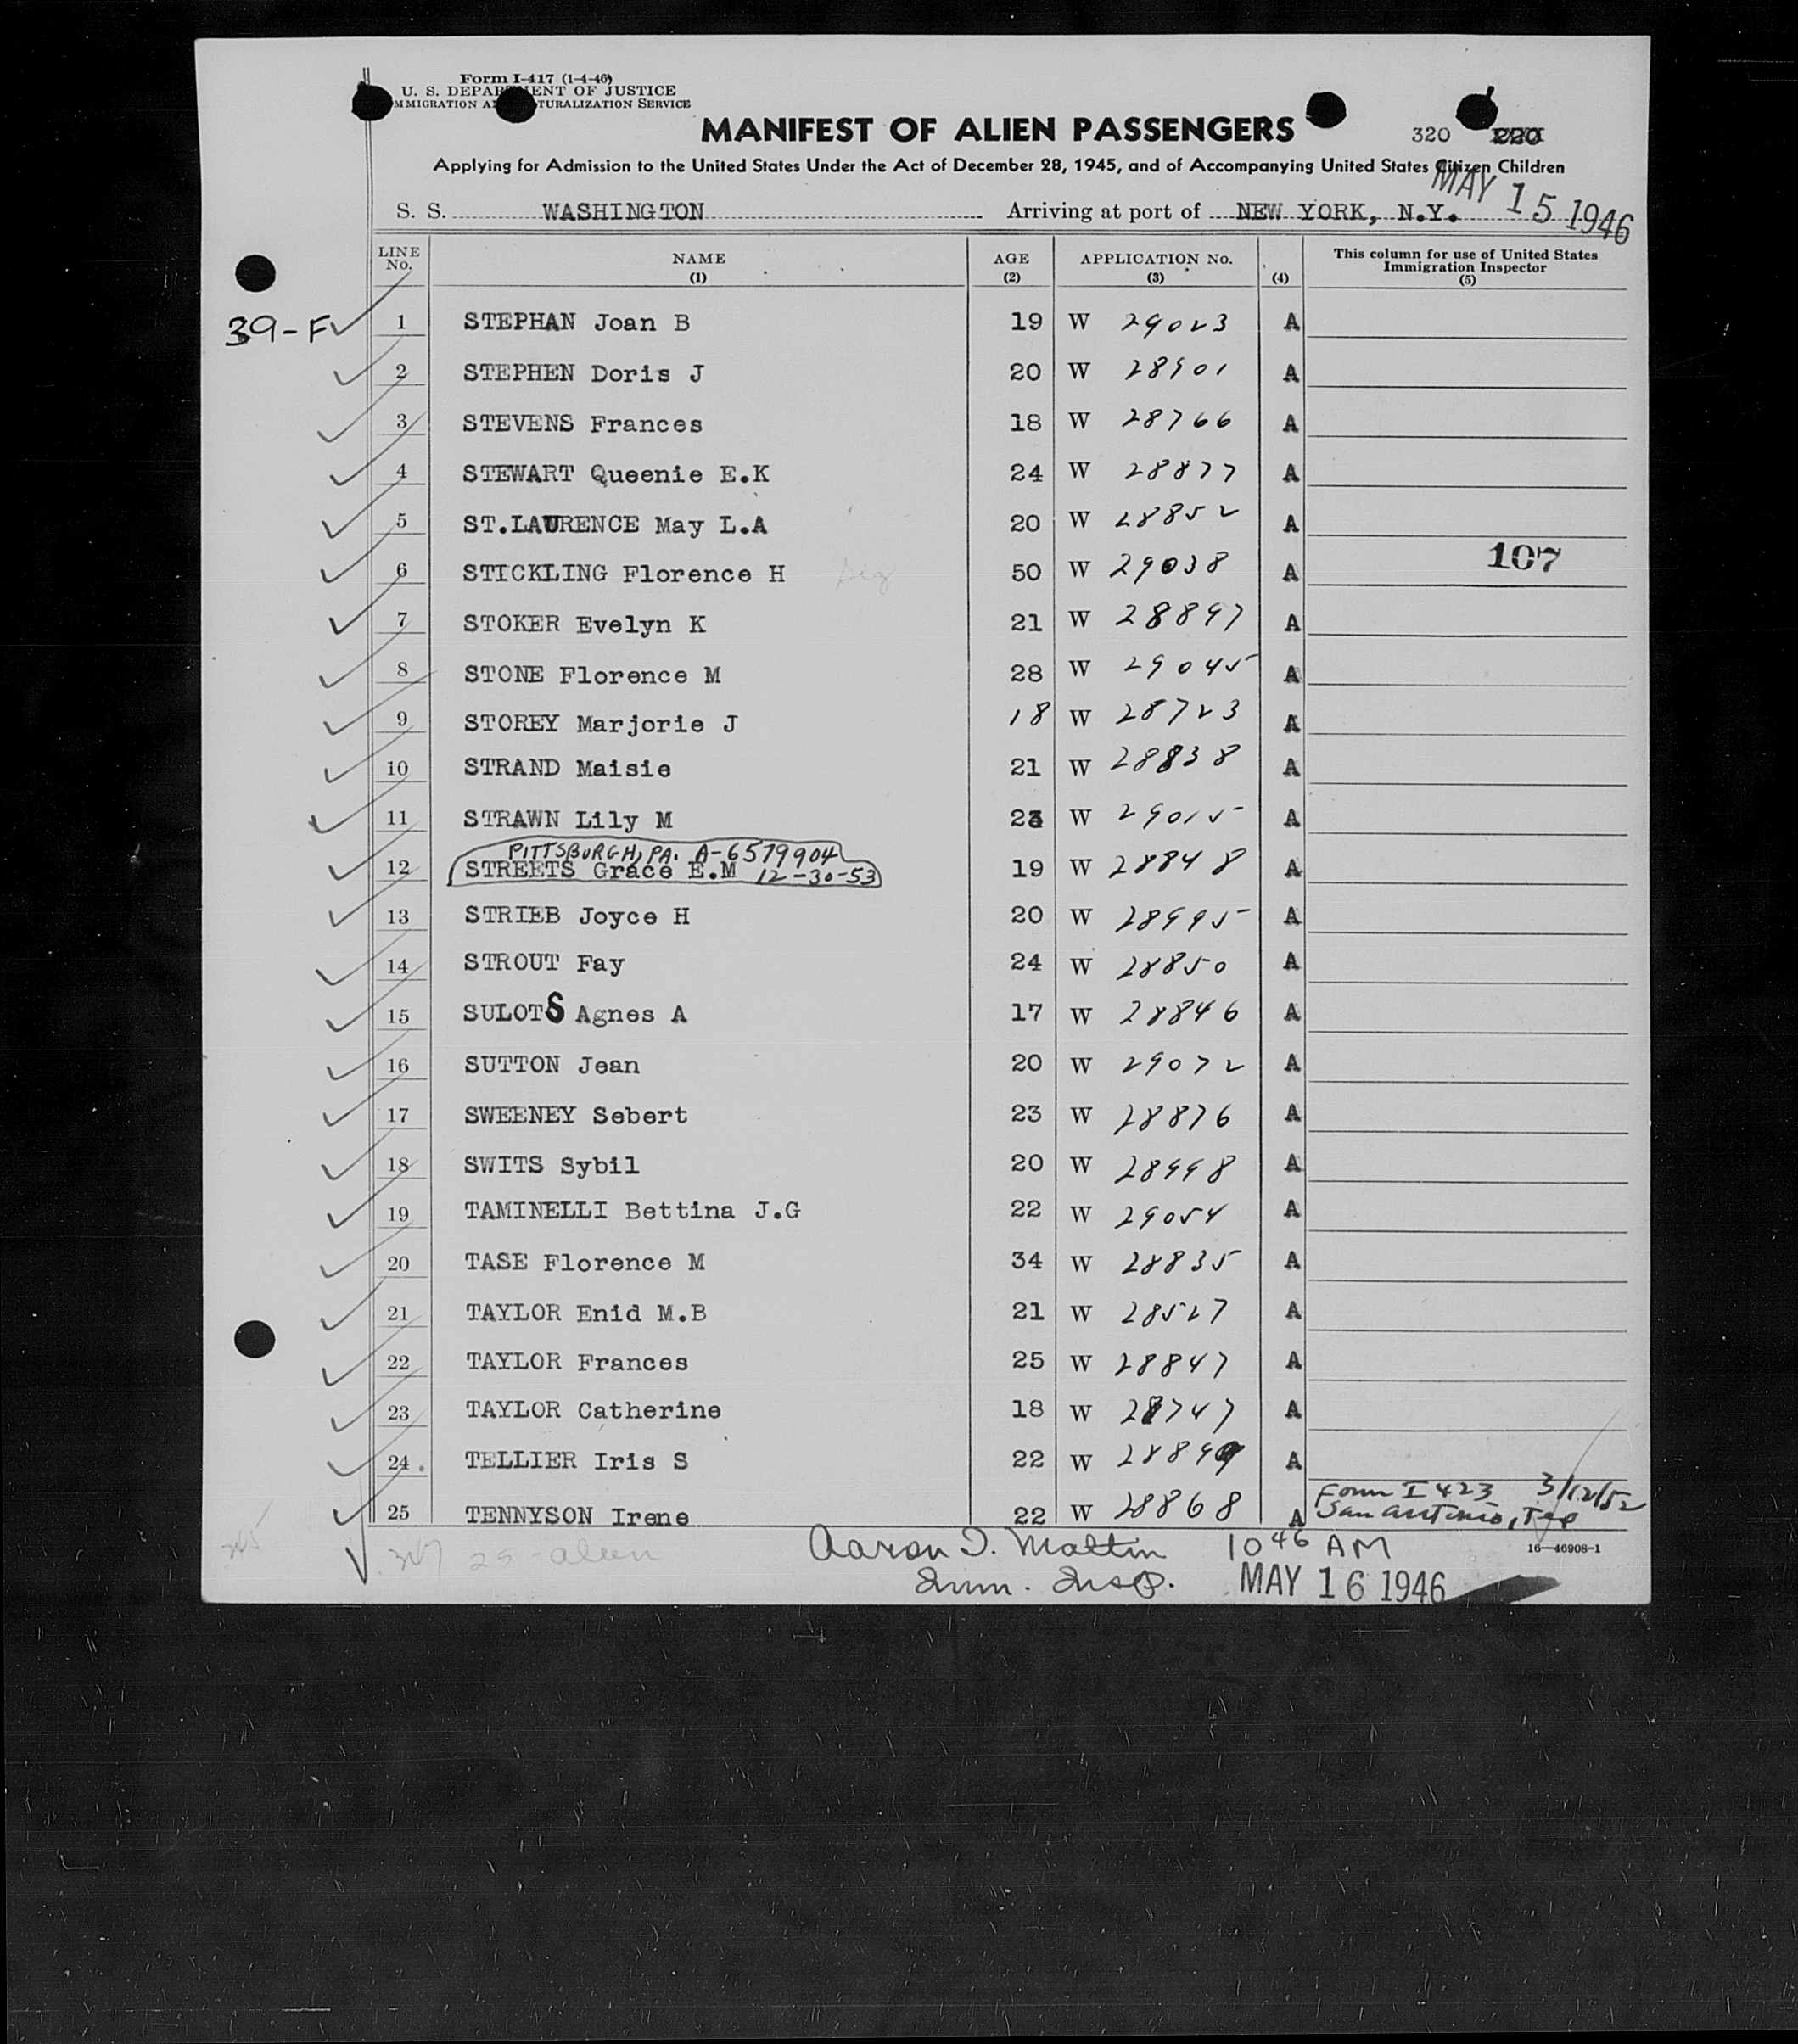 Form I-417 (1-4-46)
U. S. DEPARTMENT OF JUSTICE
IMMIGRATION AND NATURALIZATION SERVICE
MANIFEST OF ALIEN PASSENGERS
320 220
Applying for Admission to the United States Under the Act of December 28, 1945, and of Accompanying United States Citizen Children
MAY 15 1946
S. S. WASHINGTON Arriving at port of NEW YORK, N.Y.
LINE No. NAME (1) AGE (2) APPLICATION No. (3) (4) This column for use of United States Immigration Inspector (5)
39-F 1 STEPHAN Joan B 19 W 29023 A
2 STEPHEN Doris J 20 W 28901 A
3 STEVENS Frances 18 W 28766 A
4 STEWART Queenie E.K 24 W 28877 A
5 ST.LAURENCE May L.A 20 W 28852 A
6 STICKLING Florence H 50 W 29038 A 107
7 STOKER Evelyn K 21 W 28897 A
8 STONE Florence M 28 W 29045 A
9 STOREY Marjorie J 18 W 28723 A
10 STRAND Maisie 21 W 28838 A
11 STRAWN Lily M 23 W 29015 A
PITTSBURGH, PA. A-6579904
12 STREETS Grace E.M 12-30-53 19 W 28848 A
13 STRIEB Joyce H 20 W 28995 A
14 STROUT Fay 24 W 28850 A
15 SULOTS Agnes A 17 W 28846 A
16 SUTTON Jean 20 W 29072 A
17 SWEENEY Sebert 23 W 28876 A
18 SWITS Sybil 20 W 28998 A
19 TAMINELLI Bettina J.G 22 W 29054 A
20 TASE Florence M 34 W 28835 A
21 TAYLOR Enid M.B 21 W 28527 A
22 TAYLOR Frances 25 W 28847 A
23 TAYLOR Catherine 18 W 28747 A
24 TELLIER Iris S 22 W 28899 A
Form I 423 3/12/52
25 TENNYSON Irene 22 W 28868 A San Antonio, Tex
25-alien Aaron I. Maltin 10 46 AM 16—46908-1
Imm. Insp. MAY 16 1946